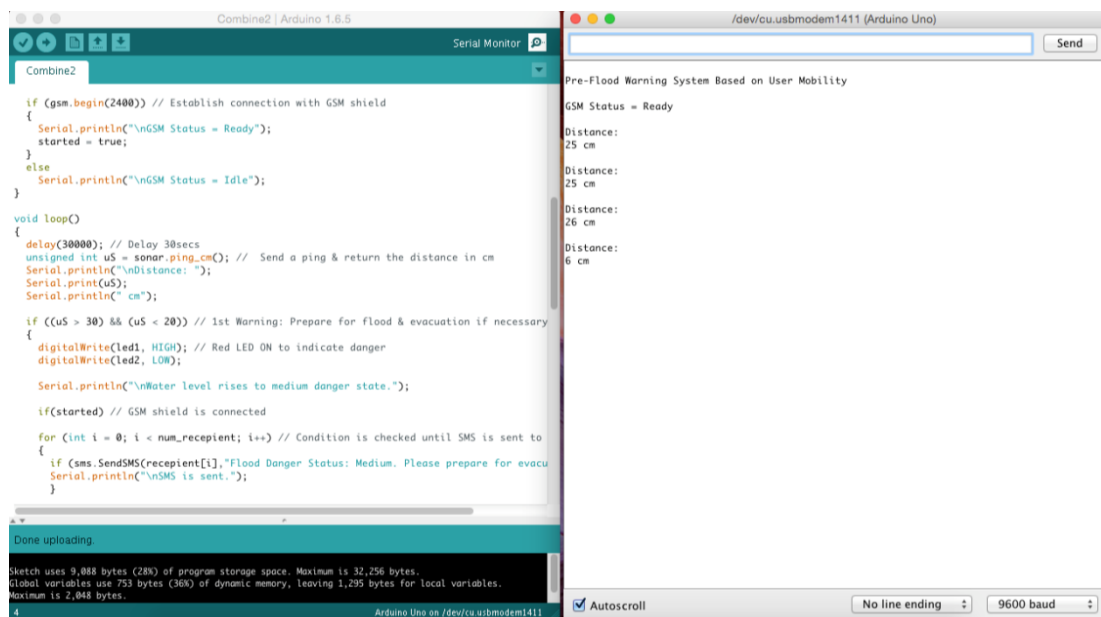 Combine2 | Arduino 1.6.5
Serial Monitor
Combine2
if (gsm.begin(2400)) // Establish connection with GSM shield
{
Serial.println("\nGSM Status = Ready");
started = true;
}
else
Serial.println("\nGSM Status = Idle");
}
void loop()
{
delay(30000); // Delay 30secs
unsigned int uS = sonar.ping_cm(); // Send a ping & return the distance in cm
Serial.println("\nDistance: ");
Serial.print(uS);
Serial.println(" cm");
if ((uS > 30) && (uS < 20)) // 1st Warning: Prepare for flood & evacuation if necessary
{
digitalWrite(led1, HIGH); // Red LED ON to indicate danger
digitalWrite(led2, LOW);
Serial.println("\nWater level rises to medium danger state.");
if(started) // GSM shield is connected
for (int i = 0; i < num_recepient; i++) // Condition is checked until SMS is sent to
{
if (sms.SendSMS(recepient[i],"Flood Danger Status: Medium. Please prepare for evacu
Serial.println("\nSMS is sent.");
}
Done uploading.
Sketch uses 9,088 bytes (28%) of program storage space. Maximum is 32,256 bytes.
Global variables use 753 bytes (36%) of dynamic memory, leaving 1,295 bytes for local variables.
Maximum is 2,048 bytes.
4
Arduino Uno on /dev/cu.usbmodem1411
/dev/cu.usbmodem1411 (Arduino Uno)
Send
Pre-Flood Warning System Based on User Mobility
GSM Status = Ready
Distance:
25 cm
Distance:
25 cm
Distance:
26 cm
Distance:
6 cm
Autoscroll
No line ending
9600 baud